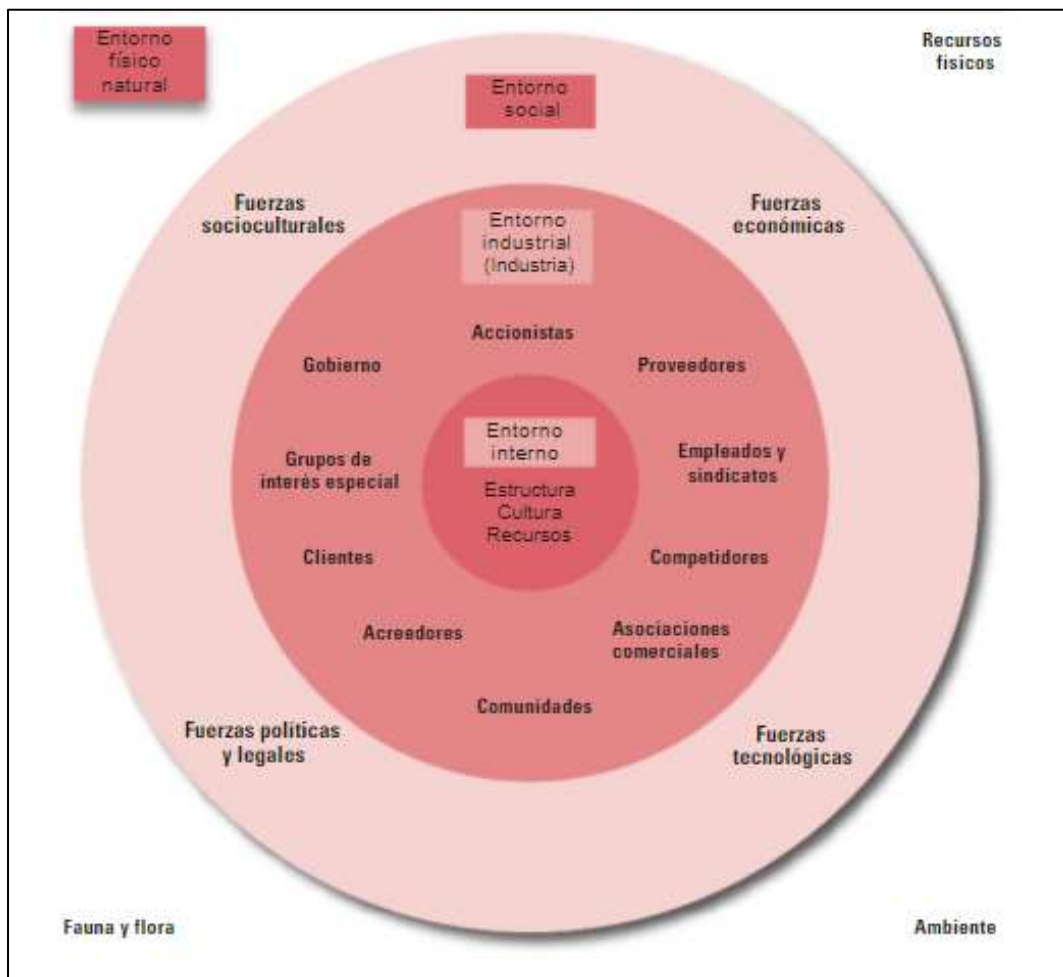 Entorno
físico
natural
Recursos
físicos
Entorno
social
Fuerzas
socioculturales
Fuerzas
económicas
Entorno
industrial
(Industria)
Accionistas
Gobierno
Proveedores
Entorno
interno
Estructura
Cultura
Recursos
Grupos de
interés especial
Empleados y
sindicatos
Clientes
Competidores
Acreedores
Asociaciones
comerciales
Comunidades
Fuerzas políticas
y legales
Fuerzas
tecnológicas
Fauna y flora
Ambiente